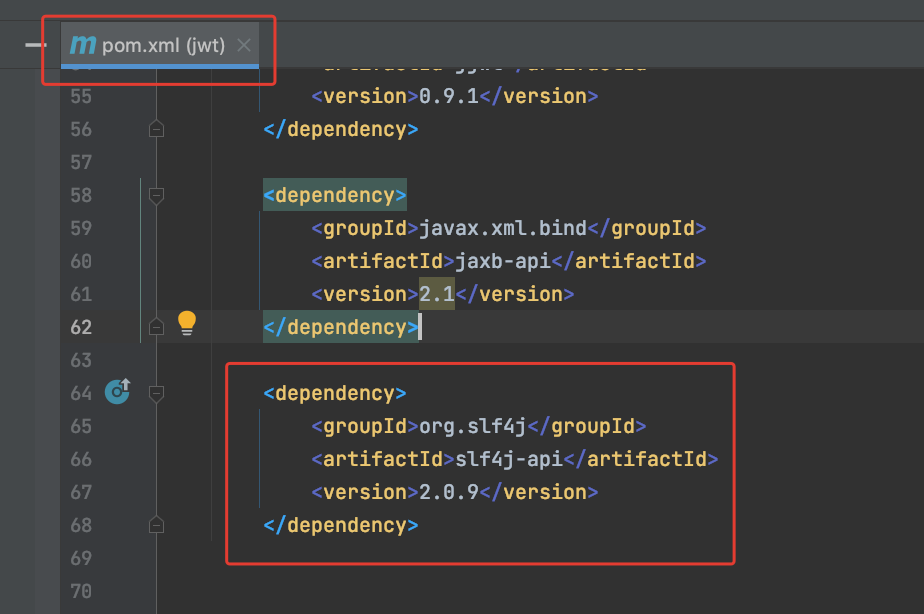 m pom.xml (jwt)
55 <version>0.9.1</version>
56 </dependency>
57
58 <dependency>
59 <groupId>javax.xml.bind</groupId>
60 <artifactId>jaxb-api</artifactId>
61 <version>2.1</version>
62 </dependency>
63
64 <dependency>
65 <groupId>org.slf4j</groupId>
66 <artifactId>slf4j-api</artifactId>
67 <version>2.0.9</version>
68 </dependency>
69
70